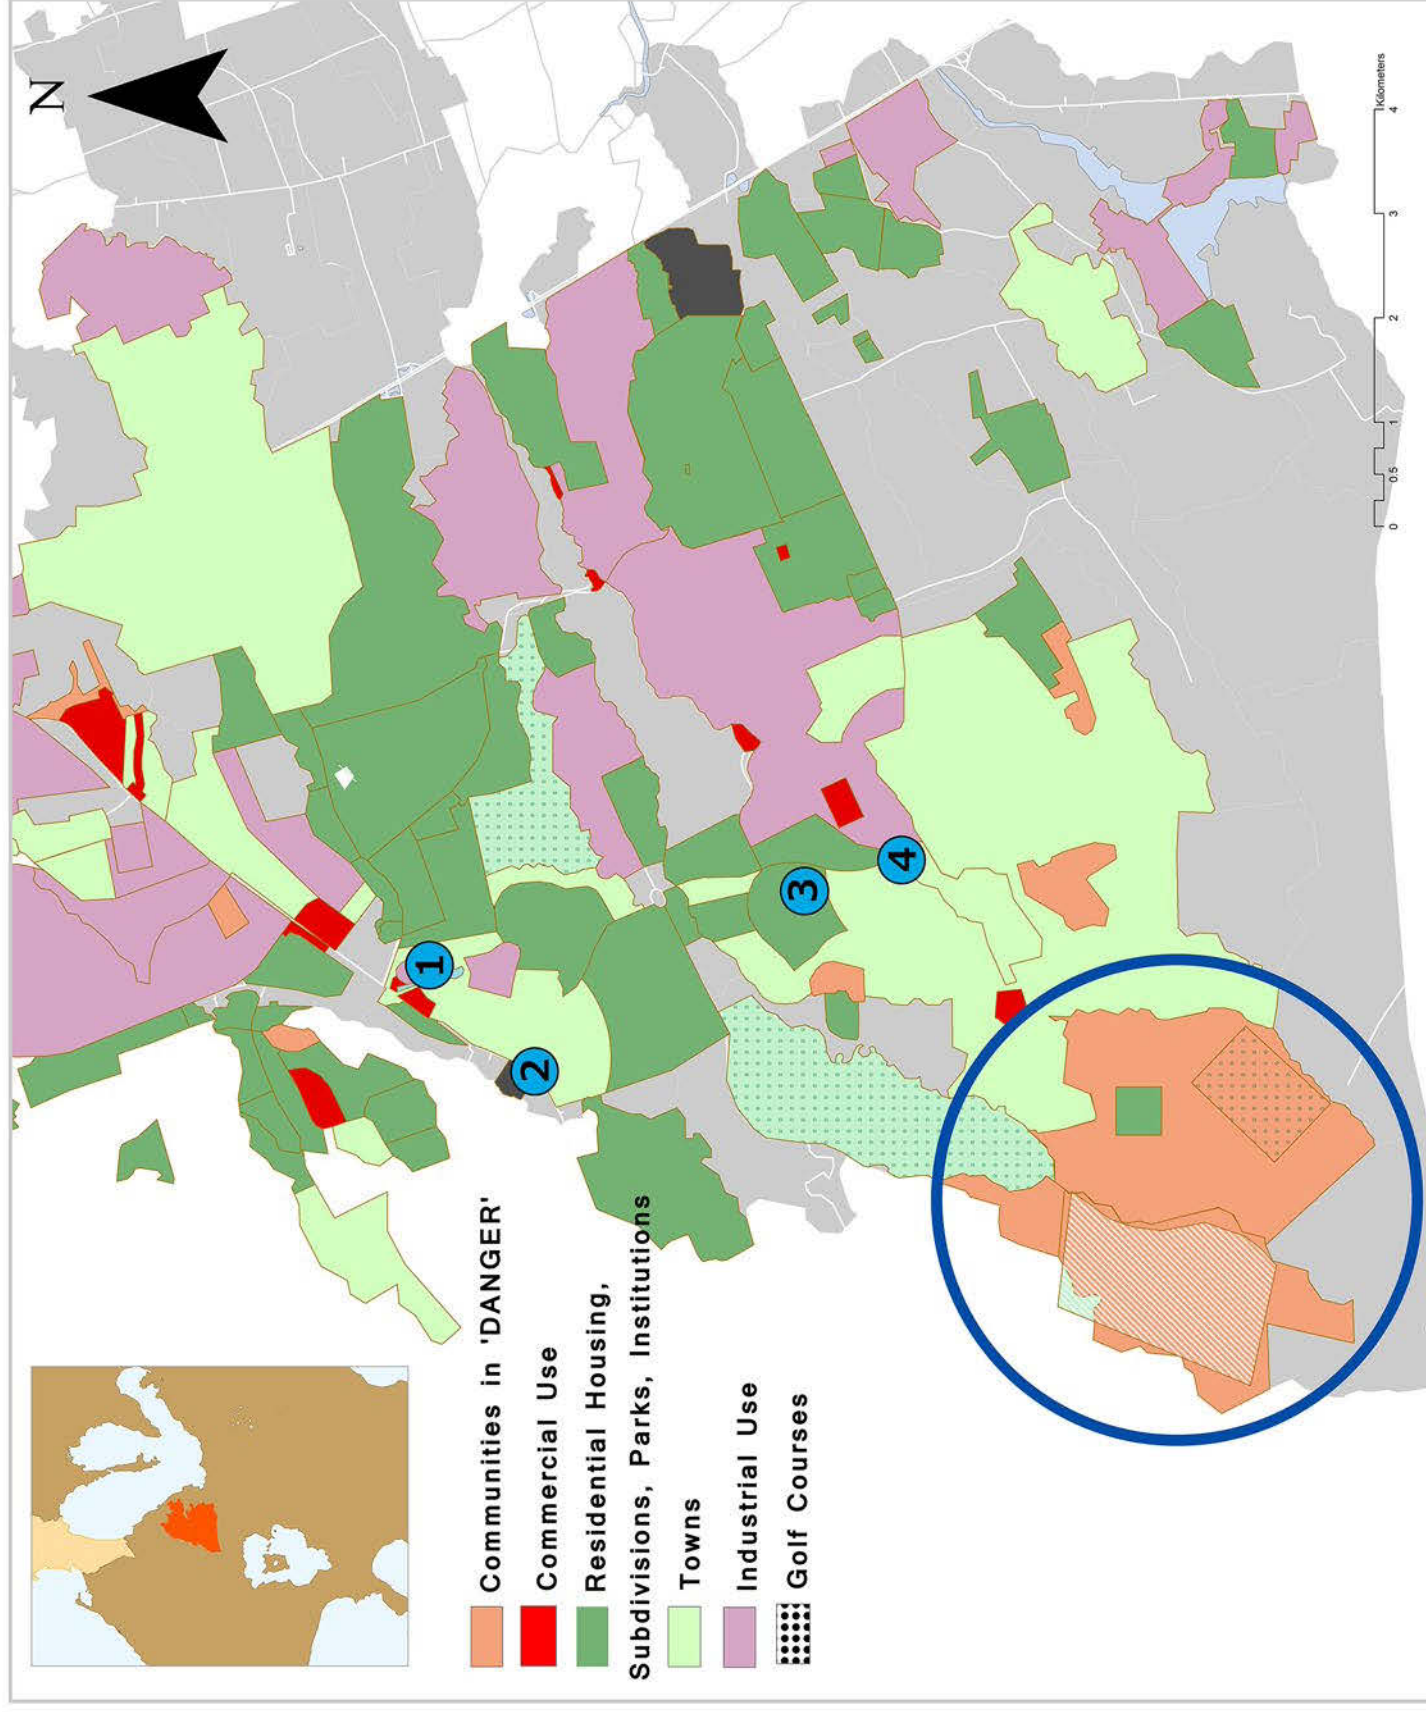 N
Communities in 'DANGER'
Commercial Use
Residential Housing,
Subdivisions, Parks, Institutions
Towns
Industrial Use
Golf Courses
1
2
3
4
0 0.5 1 2 3 4
Kilometers